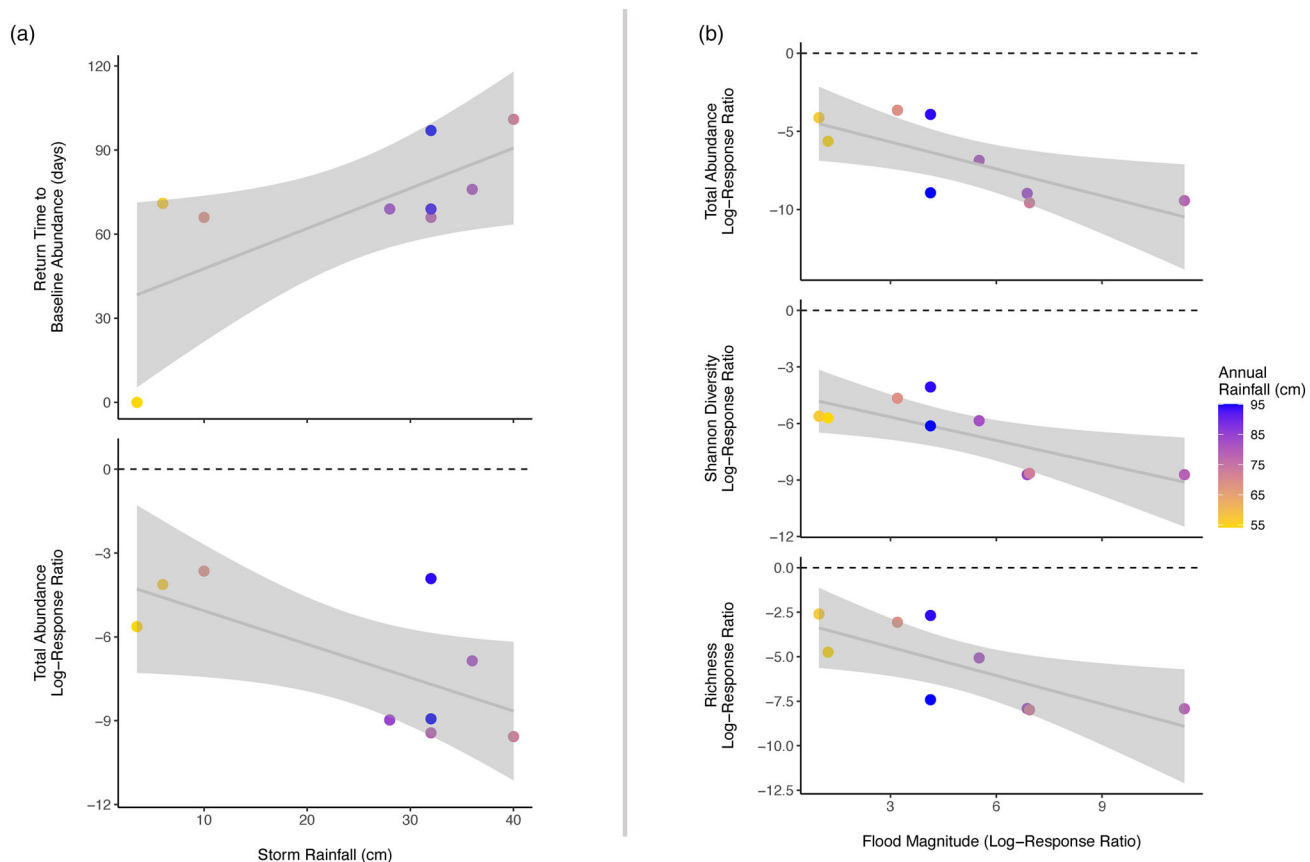 (a)
Return Time to
Baseline Abundance (days)
120
90
60
30
0
Total Abundance
Log−Response Ratio
0
−3
−6
−9
−12
10
20
30
40
Storm Rainfall (cm)
(b)
Total Abundance
Log−Response Ratio
0
−5
−10
Shannon Diversity
Log−Response Ratio
0
−3
−6
−9
−12
Richness
Log−Response Ratio
0.0
−2.5
−5.0
−7.5
−10.0
−12.5
3
6
9
Flood Magnitude (Log−Response Ratio)
Annual
Rainfall (cm)
95
85
75
65
55